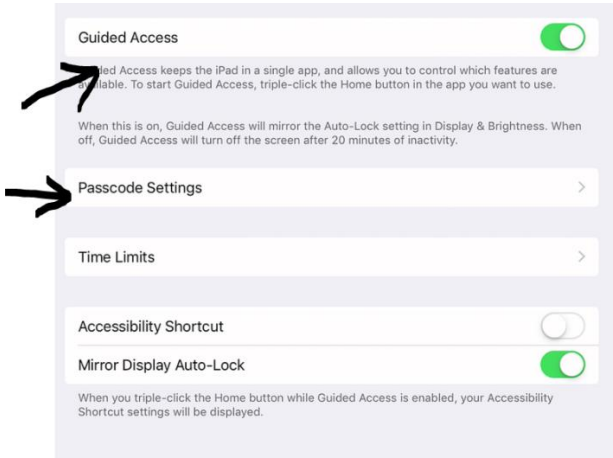 Guided Access
Guided Access keeps the iPad in a single app, and allows you to control which features are
available. To start Guided Access, triple-click the Home button in the app you want to use.
When this is on, Guided Access will mirror the Auto-Lock setting in Display & Brightness. When
off, Guided Access will turn off the screen after 20 minutes of inactivity.
Passcode Settings
Time Limits
Accessibility Shortcut
Mirror Display Auto-Lock
When you triple-click the Home button while Guided Access is enabled, your Accessibility
Shortcut settings will be displayed.